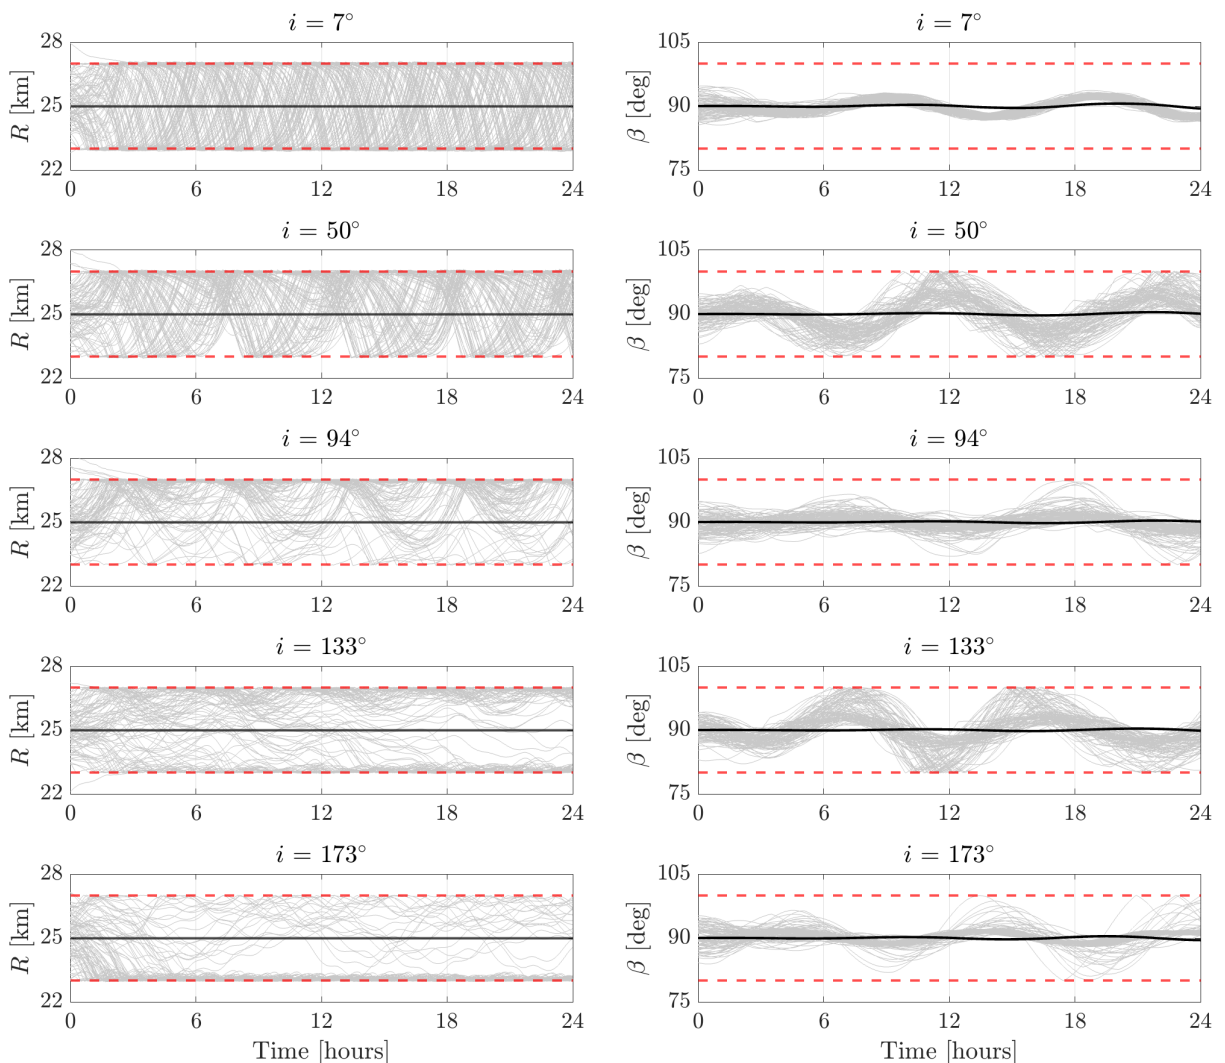 i = 7°
28
25
22
R [km]
0 6 12 18 24
i = 7°
105
90
75
β [deg]
0 6 12 18 24
i = 50°
28
25
22
R [km]
0 6 12 18 24
i = 50°
105
90
75
β [deg]
0 6 12 18 24
i = 94°
28
25
22
R [km]
0 6 12 18 24
i = 94°
105
90
75
β [deg]
0 6 12 18 24
i = 133°
28
25
22
R [km]
0 6 12 18 24
i = 133°
105
90
75
β [deg]
0 6 12 18 24
i = 173°
28
25
22
R [km]
0 6 12 18 24
Time [hours]
i = 173°
105
90
75
β [deg]
0 6 12 18 24
Time [hours]